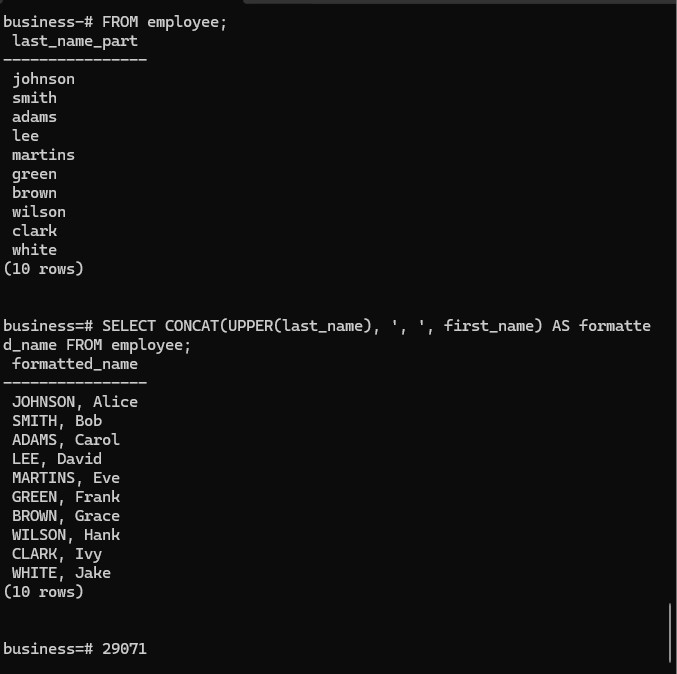 business-# FROM employee;
last_name_part
----------------
johnson
smith
adams
lee
martins
green
brown
wilson
clark
white
(10 rows)
business=# SELECT CONCAT(UPPER(last_name), ', ', first_name) AS formatte
d_name FROM employee;
formatted_name
----------------
JOHNSON, Alice
SMITH, Bob
ADAMS, Carol
LEE, David
MARTINS, Eve
GREEN, Frank
BROWN, Grace
WILSON, Hank
CLARK, Ivy
WHITE, Jake
(10 rows)
business=# 29071